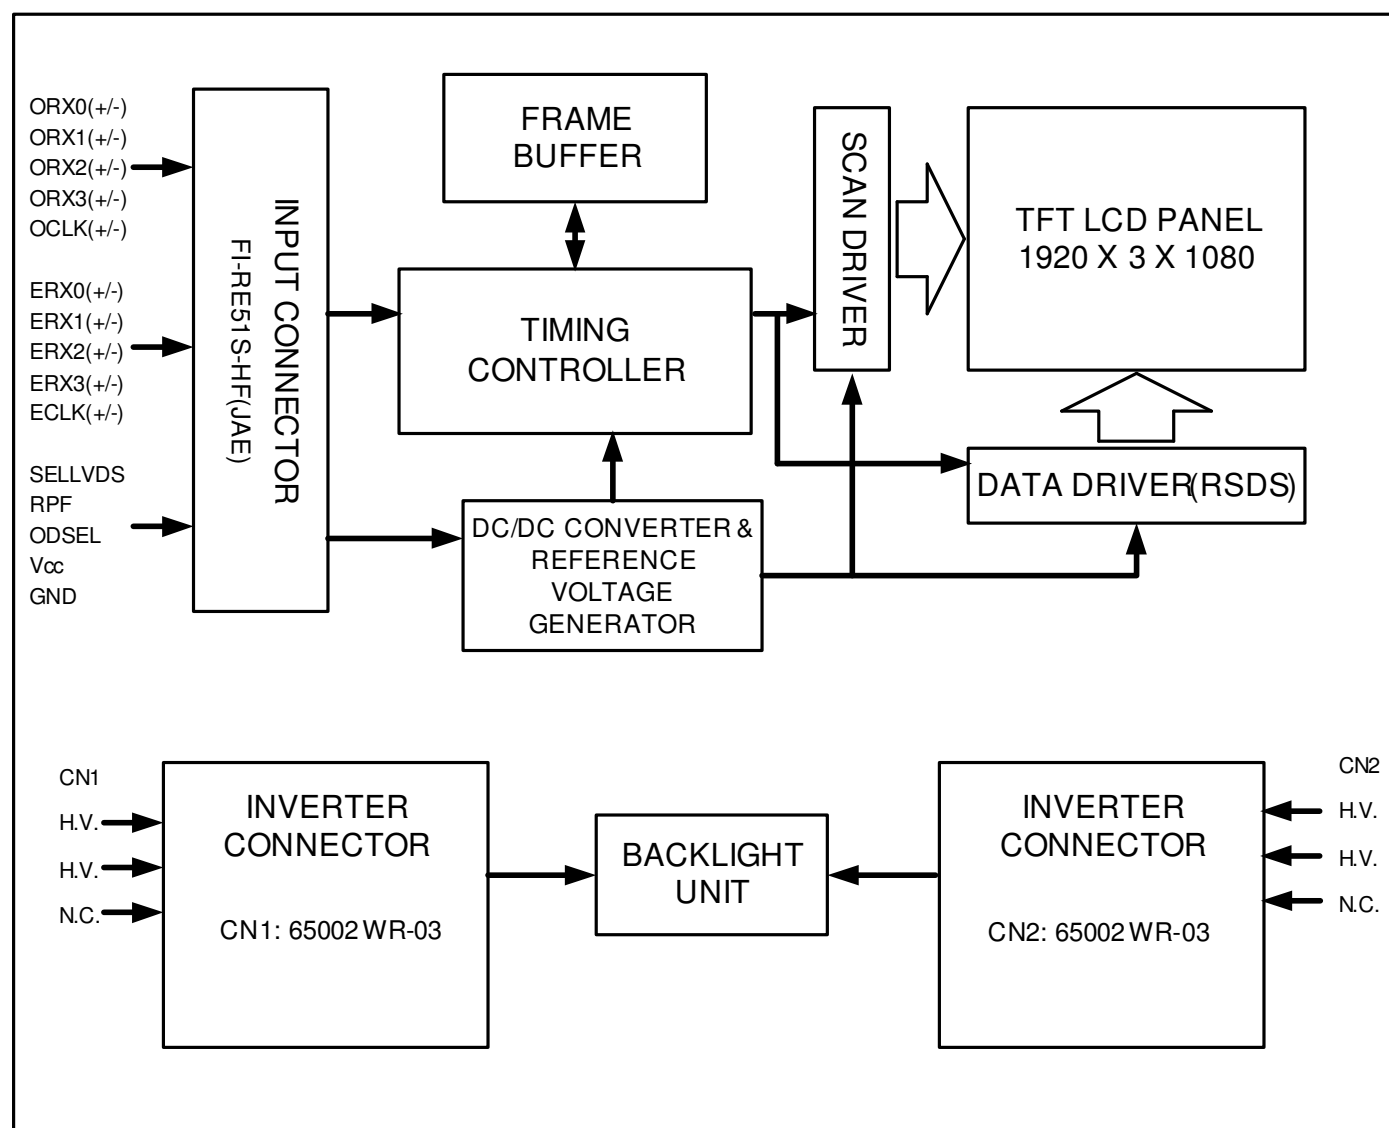 ORX0(+/-)
ORX1(+/-)
ORX2(+/-)
ORX3(+/-)
OCLK(+/-)
ERX0(+/-)
ERX1(+/-)
ERX2(+/-)
ERX3(+/-)
ECLK(+/-)
SELLVDS
RPF
ODSEL
Vcc
GND
INPUT CONNECTOR
FI-RE51S-HF(JAE)
FRAME
BUFFER
TIMING
CONTROLLER
DC/DC CONVERTER &
REFERENCE
VOLTAGE
GENERATOR
SCAN DRIVER
TFT LCD PANEL
1920 X 3 X 1080
DATA DRIVER(RSDS)
CN1
H.V.
H.V.
N.C.
INVERTER
CONNECTOR
CN1: 65002WR-03
BACKLIGHT
UNIT
INVERTER
CONNECTOR
CN2: 65002WR-03
CN2
H.V.
H.V.
N.C.